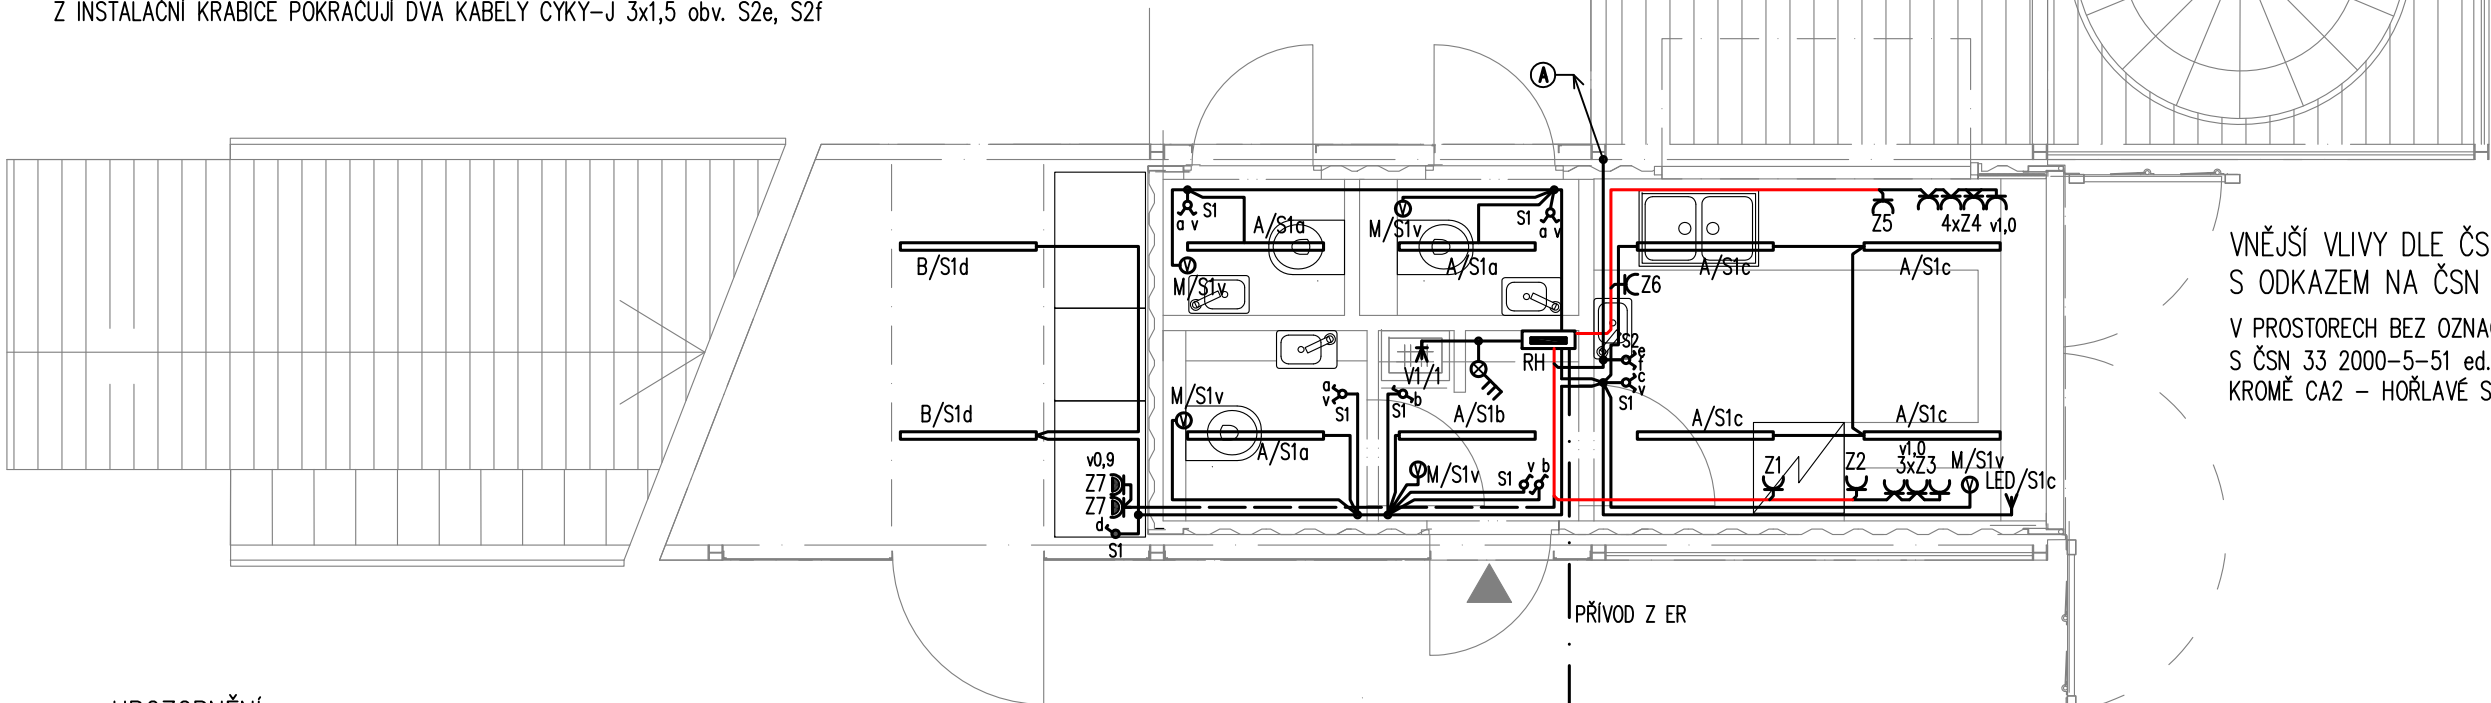 Z INSTALAČNÍ KRABICE POKRAČUJÍ DVA KABELY CYKY-J 3x1,5 obv. S2e, S2f
A
S1
a v
A/S1a
M/S1v
S1
a v
Z5
4xZ4 v1,0
B/S1d
M/S1v
A/S1a
A/S1c
A/S1c
Z6
VNĚJŠÍ VLIVY DLE ČS
S ODKAZEM NA ČSN
V PROSTORECH BEZ OZNA
S ČSN 33 2000-5-51 ed.
KROMĚ CA2 - HOŘLAVÉ S
RH
V1/1
S2
e
f
c
v
S1
B/S1d
M/S1v
a
v
S1
b
S1
A/S1b
A/S1c
A/S1c
A/S1a
v0,9
Z7
Z7
d
S1
M/S1v
S1
v b
Z1
Z2
v1,0
3xZ3
M/S1v
LED/S1c
PŘÍVOD Z ER